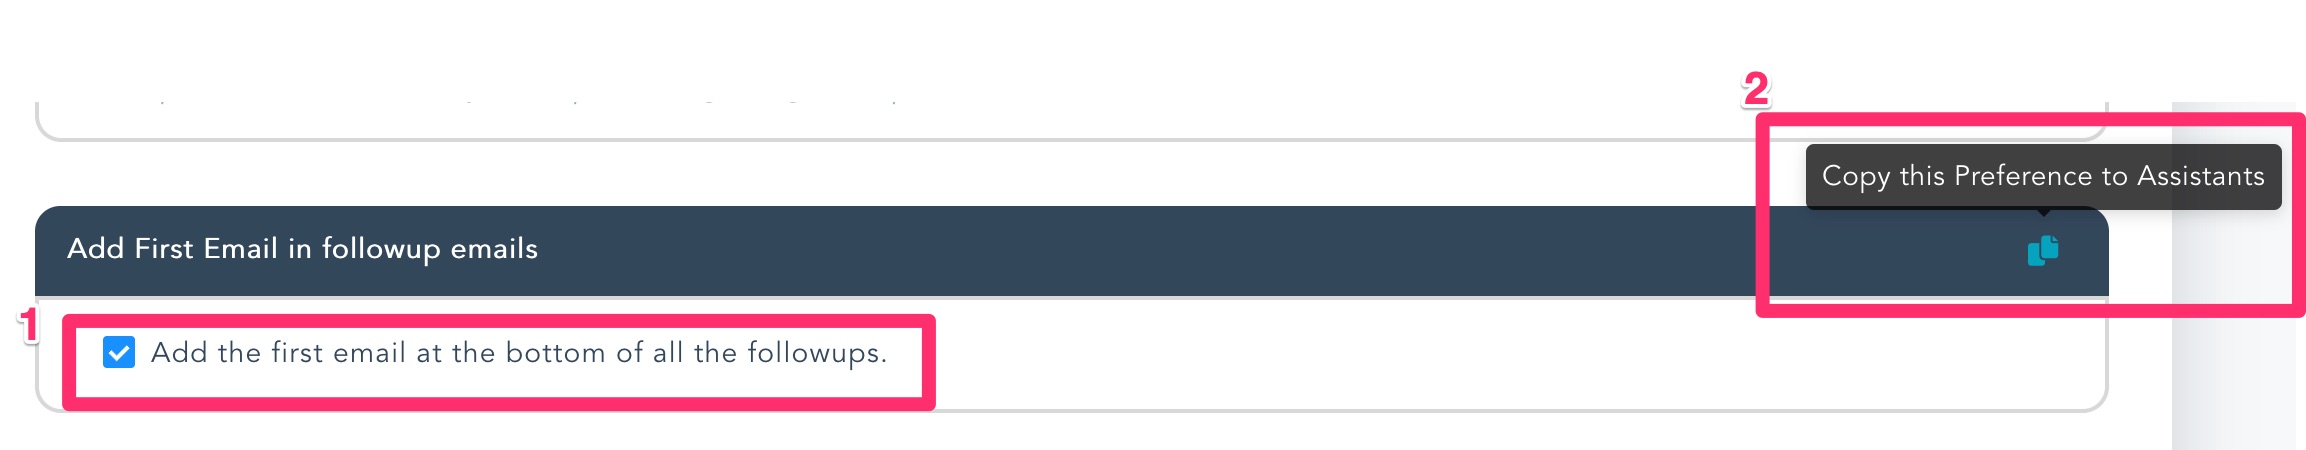 2
Copy this Preference to Assistants
Add First Email in followup emails
1
Add the first email at the bottom of all the followups.